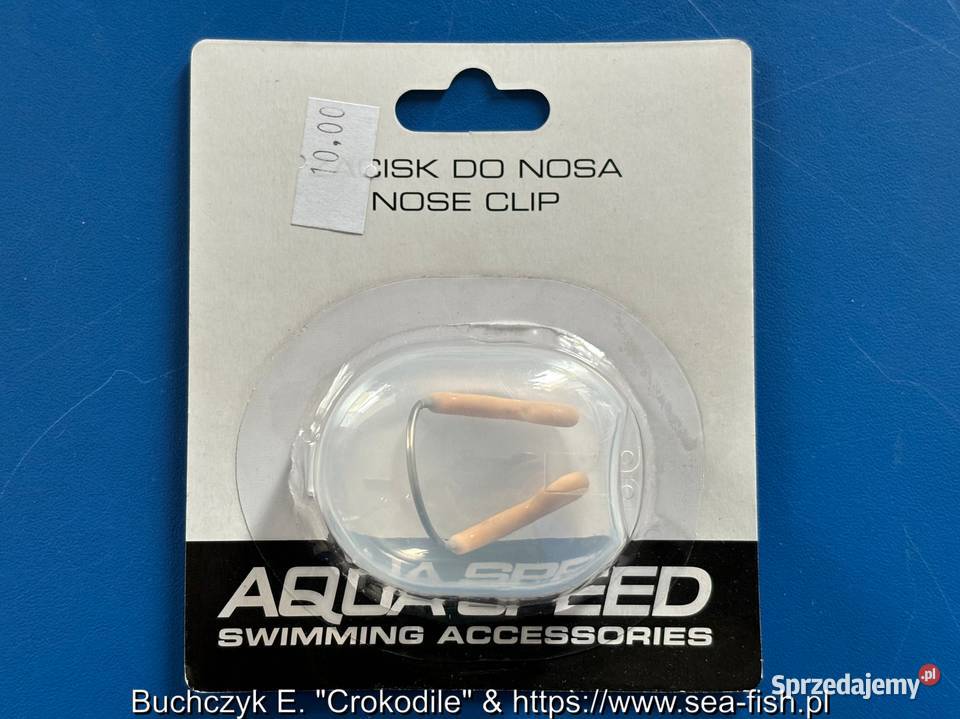 10,00
ACISK DO NOSA
NOSE CLIP
AQUA SPEED
SWIMMING ACCESSORIES
Sprzedajemy.pl
Buchczyk E. "Crokodile" & https://www.sea-fish.pl